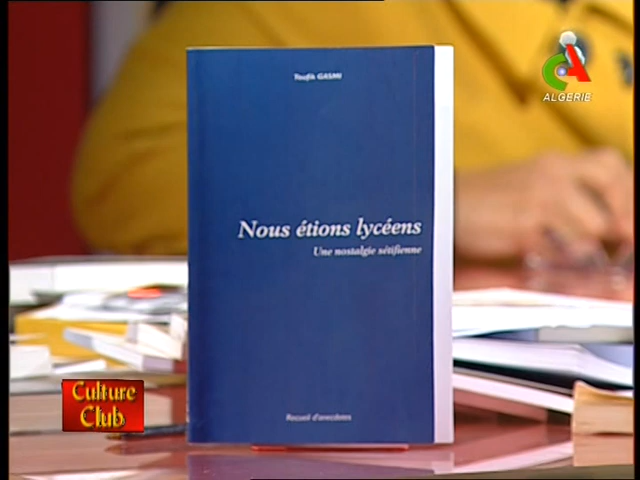 Toufik GASMI
ALGERIE
Nous étions lycéens
Une nostalgie sétifienne
Culture
Club
Recueil d'anecdotes